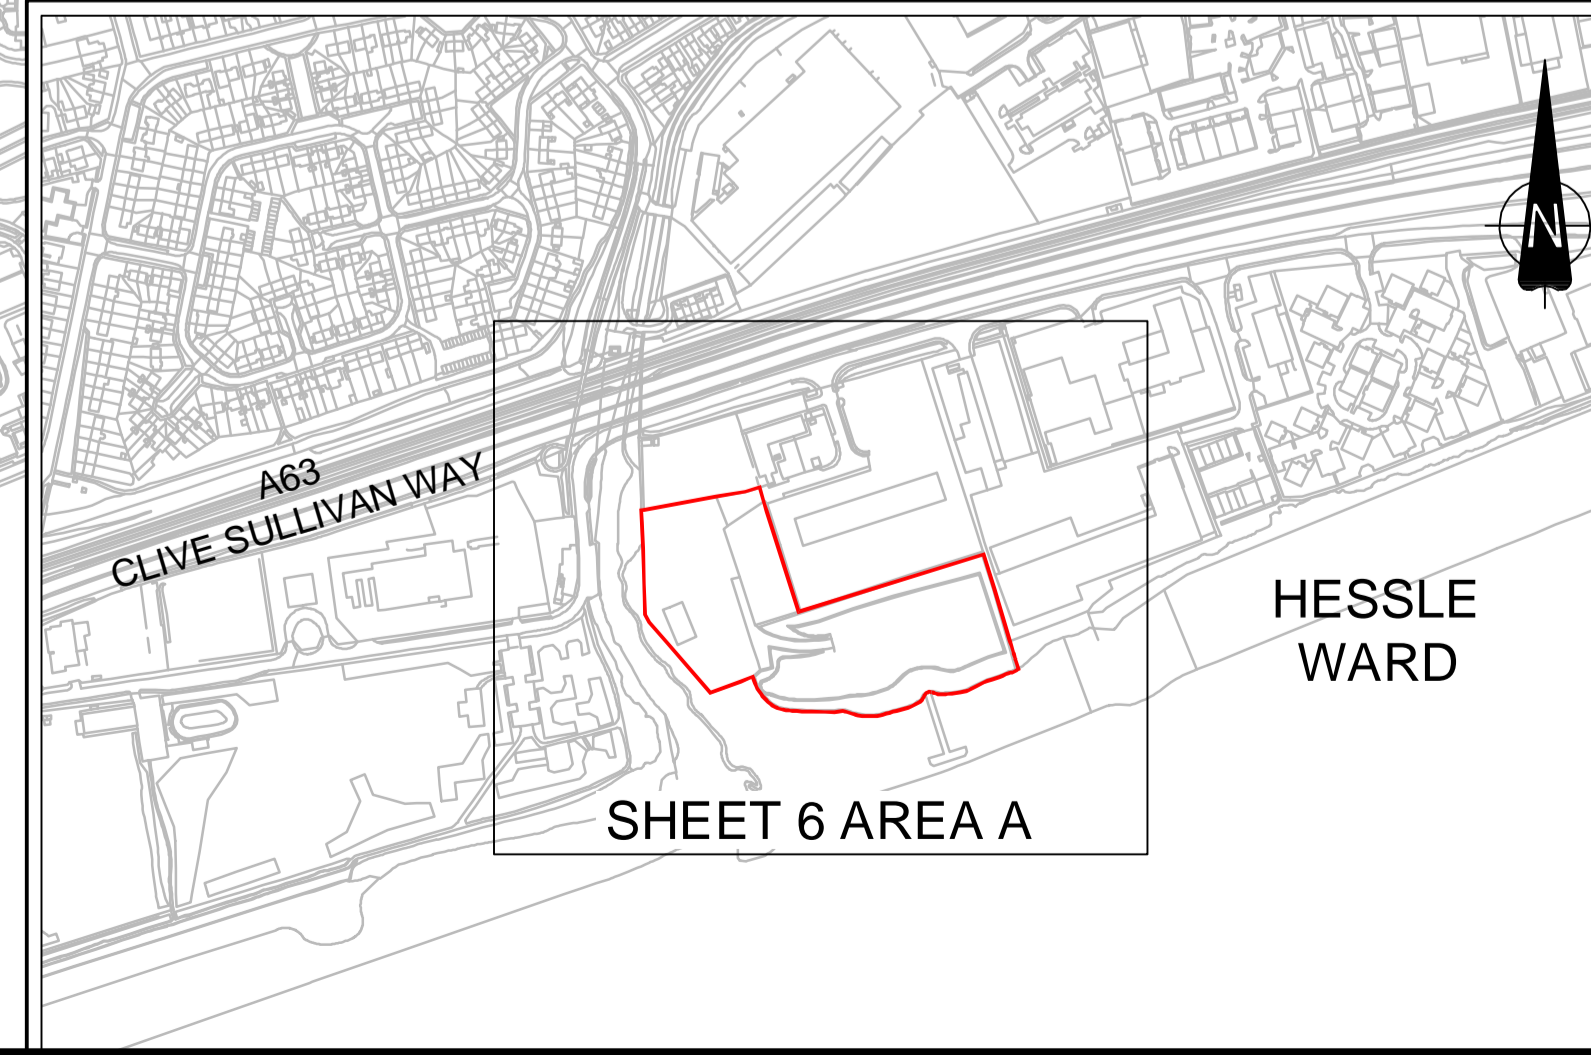 N
A63
CLIVE SULLIVAN WAY
HESSLE
WARD
SHEET 6 AREA A